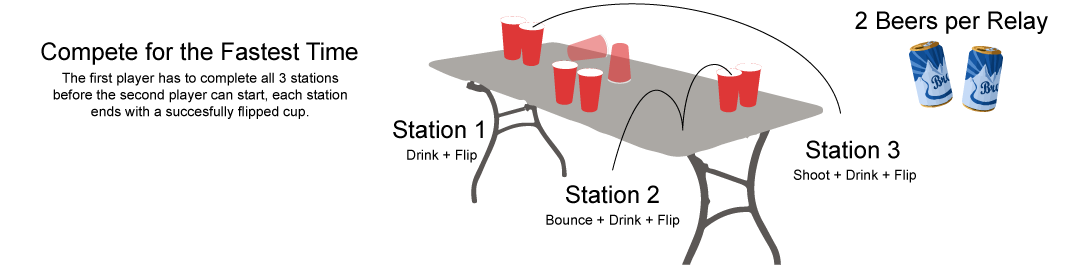 Compete for the Fastest Time
The first player has to complete all 3 stations
before the second player can start, each station
ends with a succesfully flipped cup.
Station 1
Drink + Flip
Station 2
Bounce + Drink + Flip
Station 3
Shoot + Drink + Flip
2 Beers per Relay